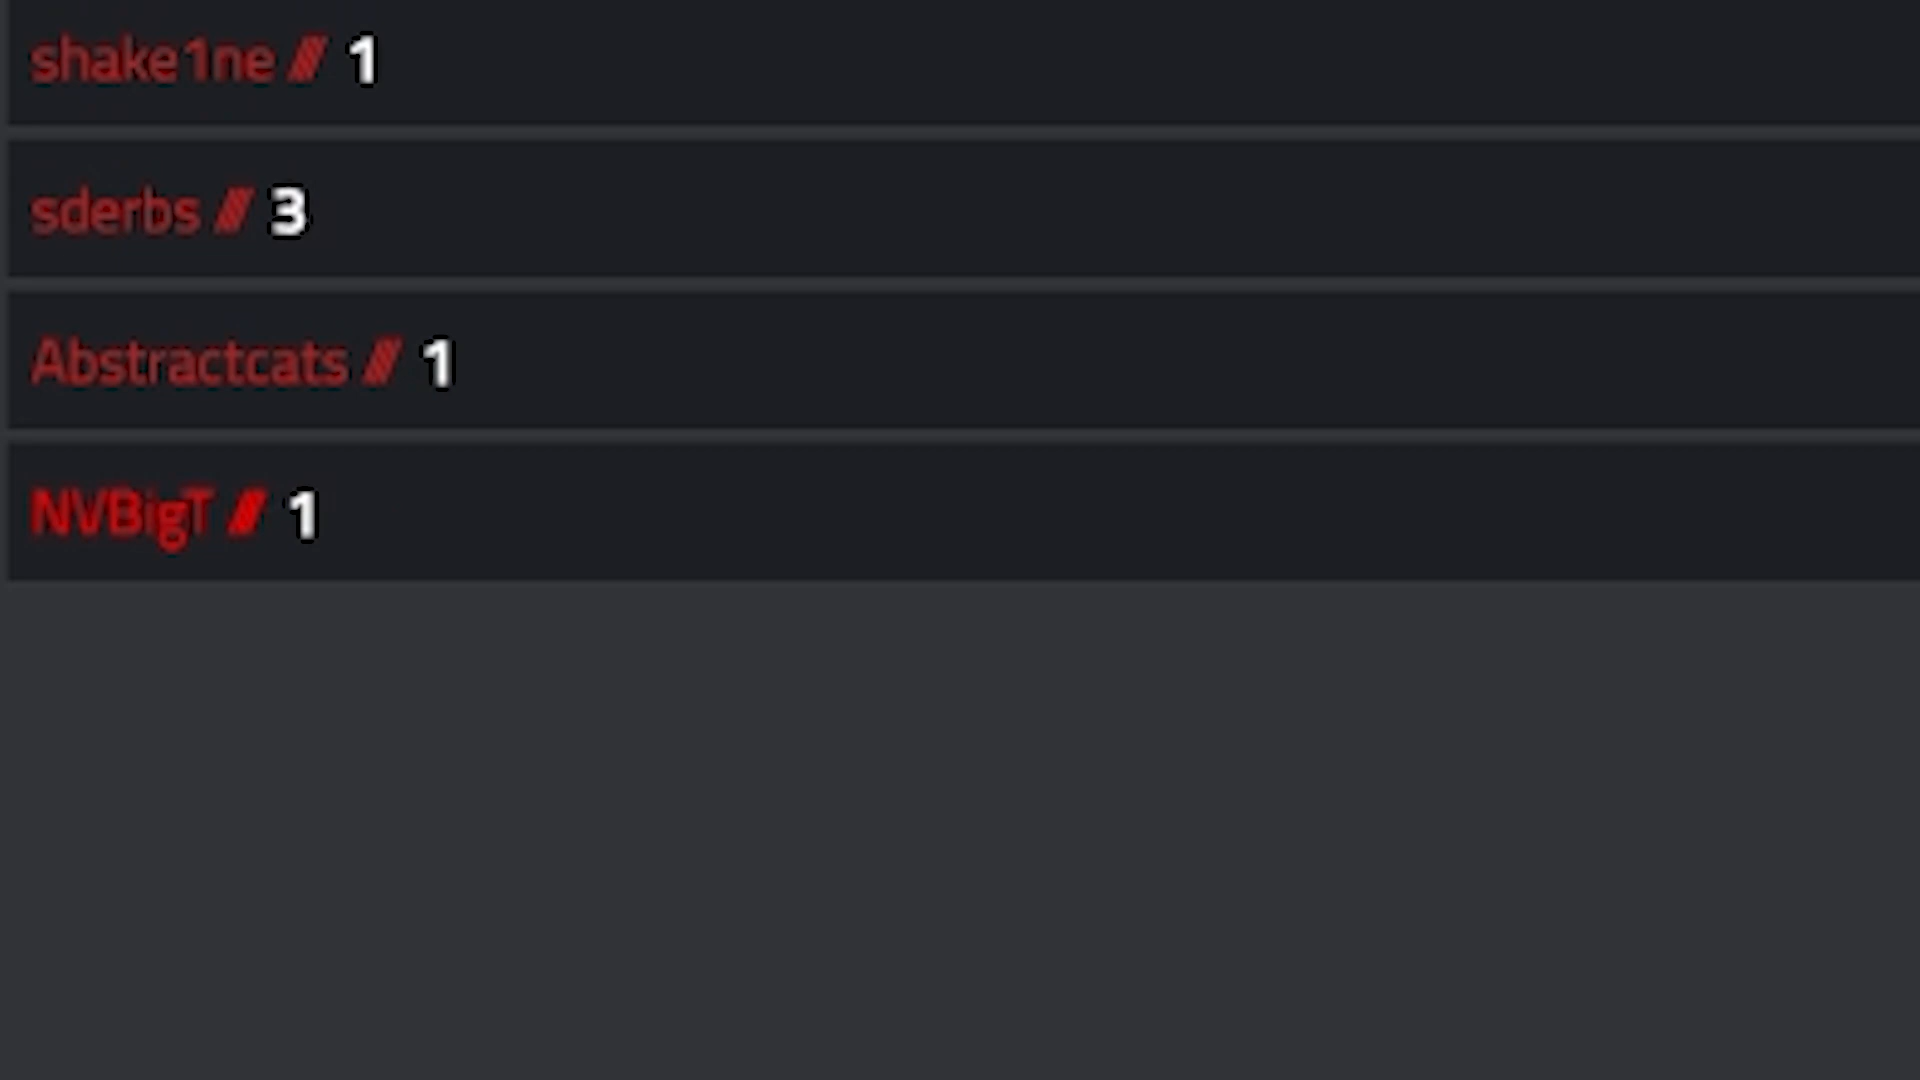 shake1ne /// 1
sderbs /// 3
Abstractcats /// 1
NVBigT /// 1